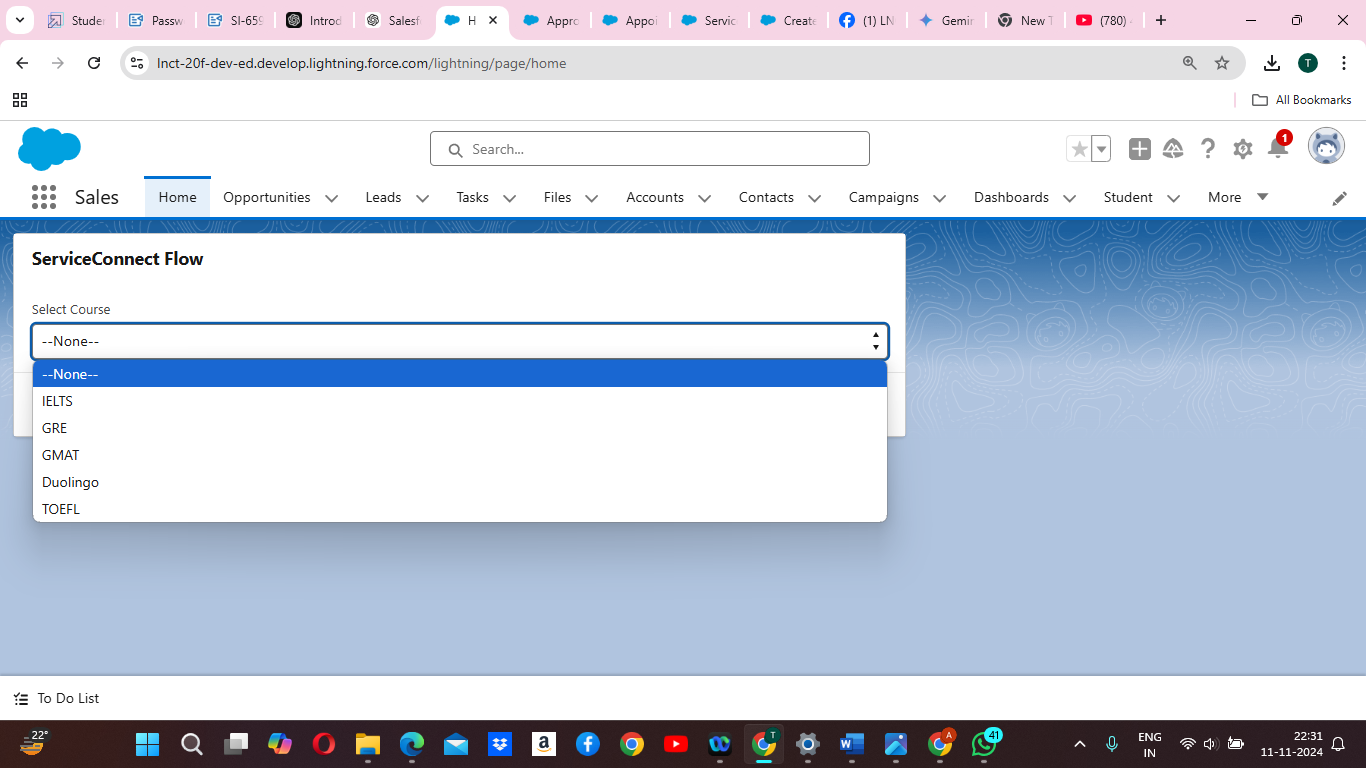 Studer
Passw
SI-659
Introd
Salesf
H
Appro
Appoi
Servic
Create
(1) LN
Gemir
New T
(780)
lnct-20f-dev-ed.develop.lightning.force.com/lightning/page/home
T
All Bookmarks
Search...
1
Sales
Home
Opportunities
Leads
Tasks
Files
Accounts
Contacts
Campaigns
Dashboards
Student
More
ServiceConnect Flow
Select Course
--None--
--None--
IELTS
GRE
GMAT
Duolingo
TOEFL
To Do List
22°
a
T
A
41
ENG
IN
22:31
11-11-2024